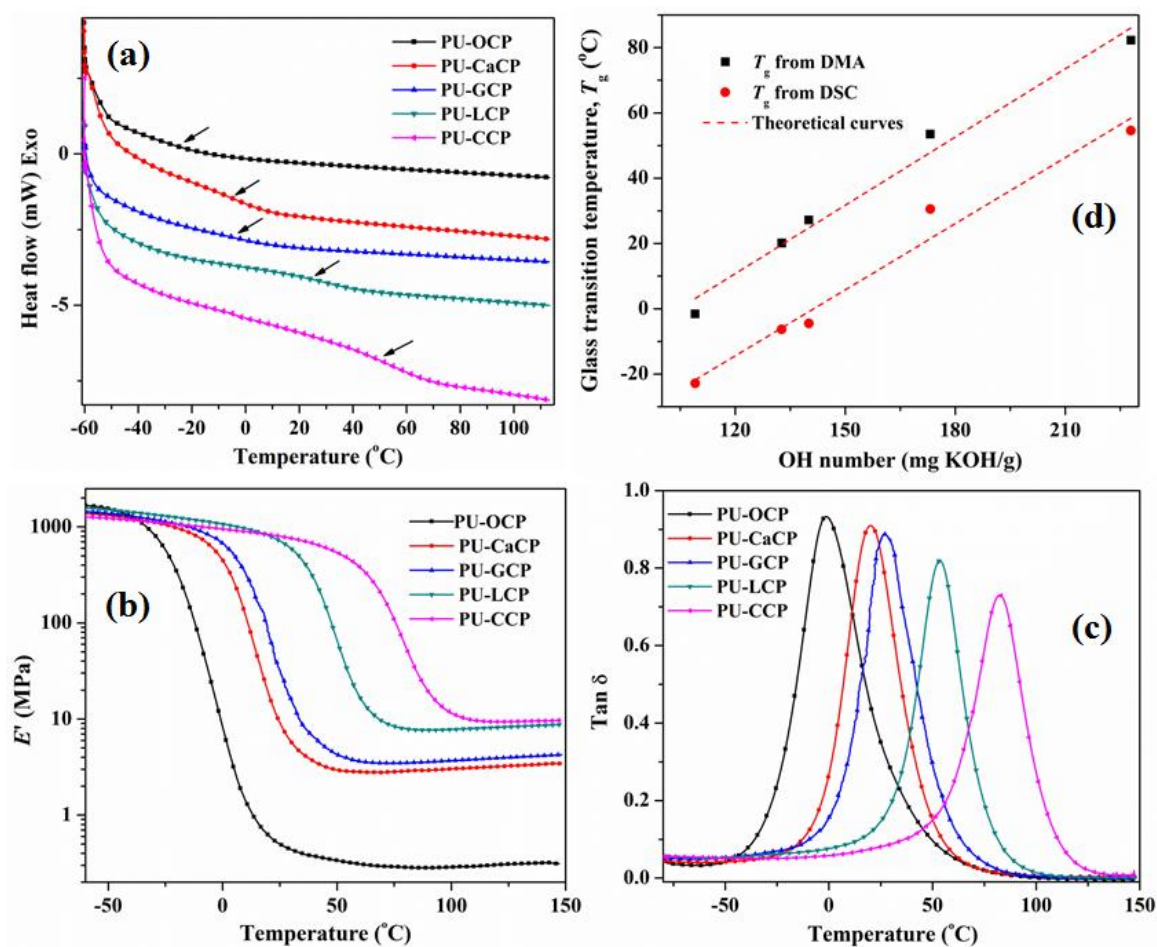 (a)
PU-OCP
PU-CaCP
PU-GCP
PU-LCP
PU-CCP
0
-5
Heat flow (mW) Exo
-60 -40 -20 0 20 40 60 80 100
Temperature (°C)
(d)
Tg from DMA
Tg from DSC
Theoretical curves
80
60
40
20
0
-20
Glass transition temperature, Tg (°C)
120 150 180 210
OH number (mg KOH/g)
(b)
PU-OCP
PU-CaCP
PU-GCP
PU-LCP
PU-CCP
1000
100
10
1
E' (MPa)
-50 0 50 100 150
Temperature (°C)
(c)
PU-OCP
PU-CaCP
PU-GCP
PU-LCP
PU-CCP
1.0
0.8
0.6
0.4
0.2
0.0
Tan δ
-50 0 50 100 150
Temperature (°C)